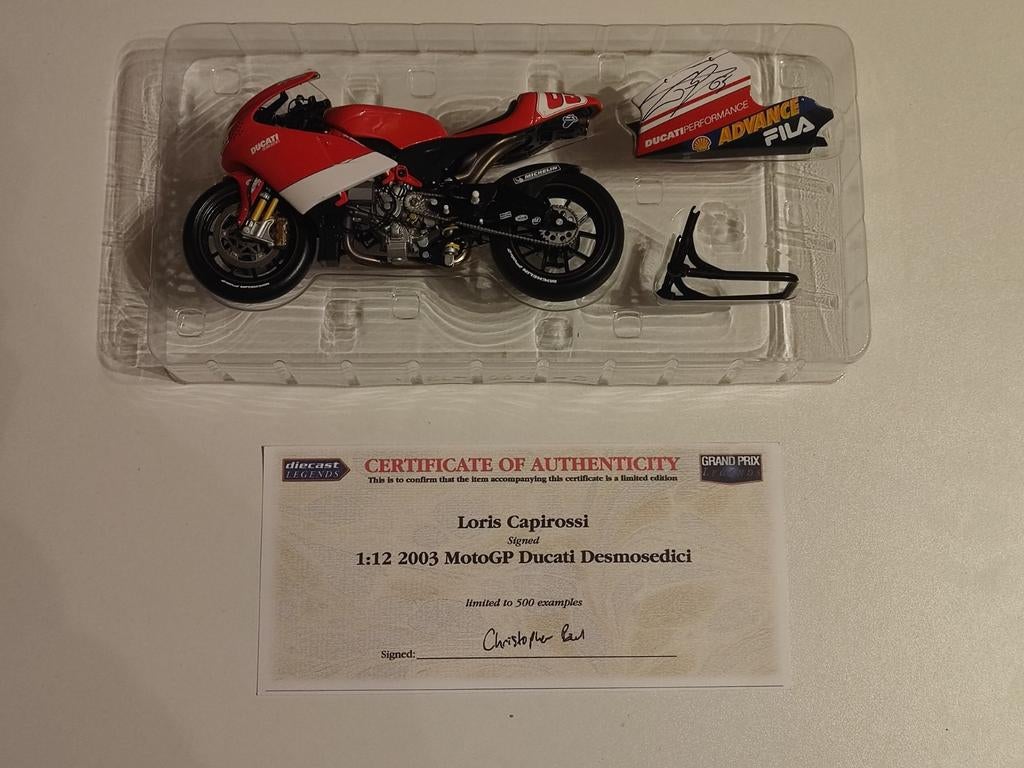 DUCATI
65
MICHELIN
DUCATIPERFORMANCE
ADVANCE
FILA
diecast
LEGENDS
CERTIFICATE OF AUTHENTICITY
This is to confirm that the item accompanying this certificate is a limited edition
GRAND PRIX
LEGENDS
Loris Capirossi
Signed
1:12 2003 MotoGP Ducati Desmosedici
limited to 500 examples
Signed:
Christopher